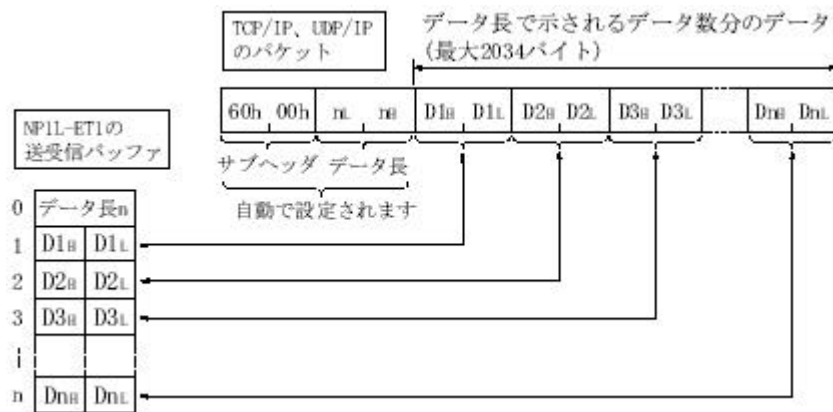 TCP/IP、UDP/IP
のパケット
データ長で示されるデータ数分のデータ
(最大2034バイト)
60h 00h nL nH D1H D1L D2H D2L D3H D3L DnH DnL
NP1L-ET1の
送受信バッファ
サブヘッダ データ長
自動で設定されます
0 データ長n
1 D1H D1L
2 D2H D2L
3 D3H D3L
n DnH DnL